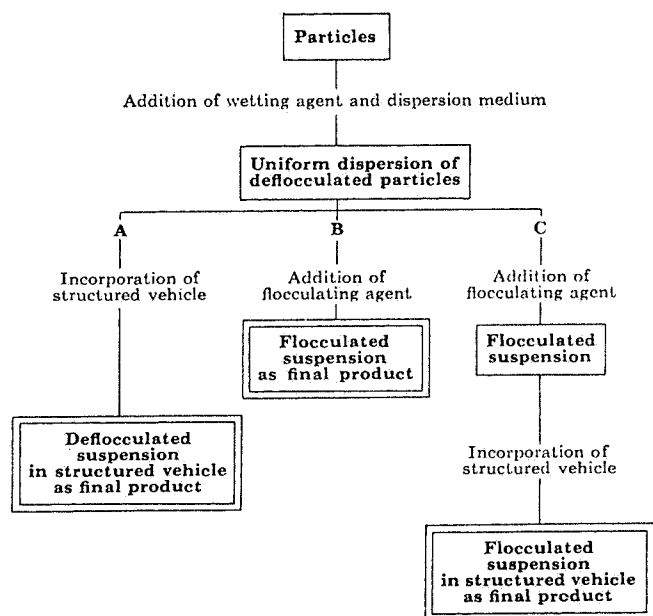 Particles
Addition of wetting agent and dispersion medium
Uniform dispersion of
deflocculated particles
A
B
C
Incorporation of
structured vehicle
Addition of
flocculating agent
Addition of
flocculating agent
Flocculated
suspension
as final product
Flocculated
suspension
Deflocculated
suspension
in structured vehicle
as final product
Incorporation of
structured vehicle
Flocculated
suspension
in structured vehicle
as final product